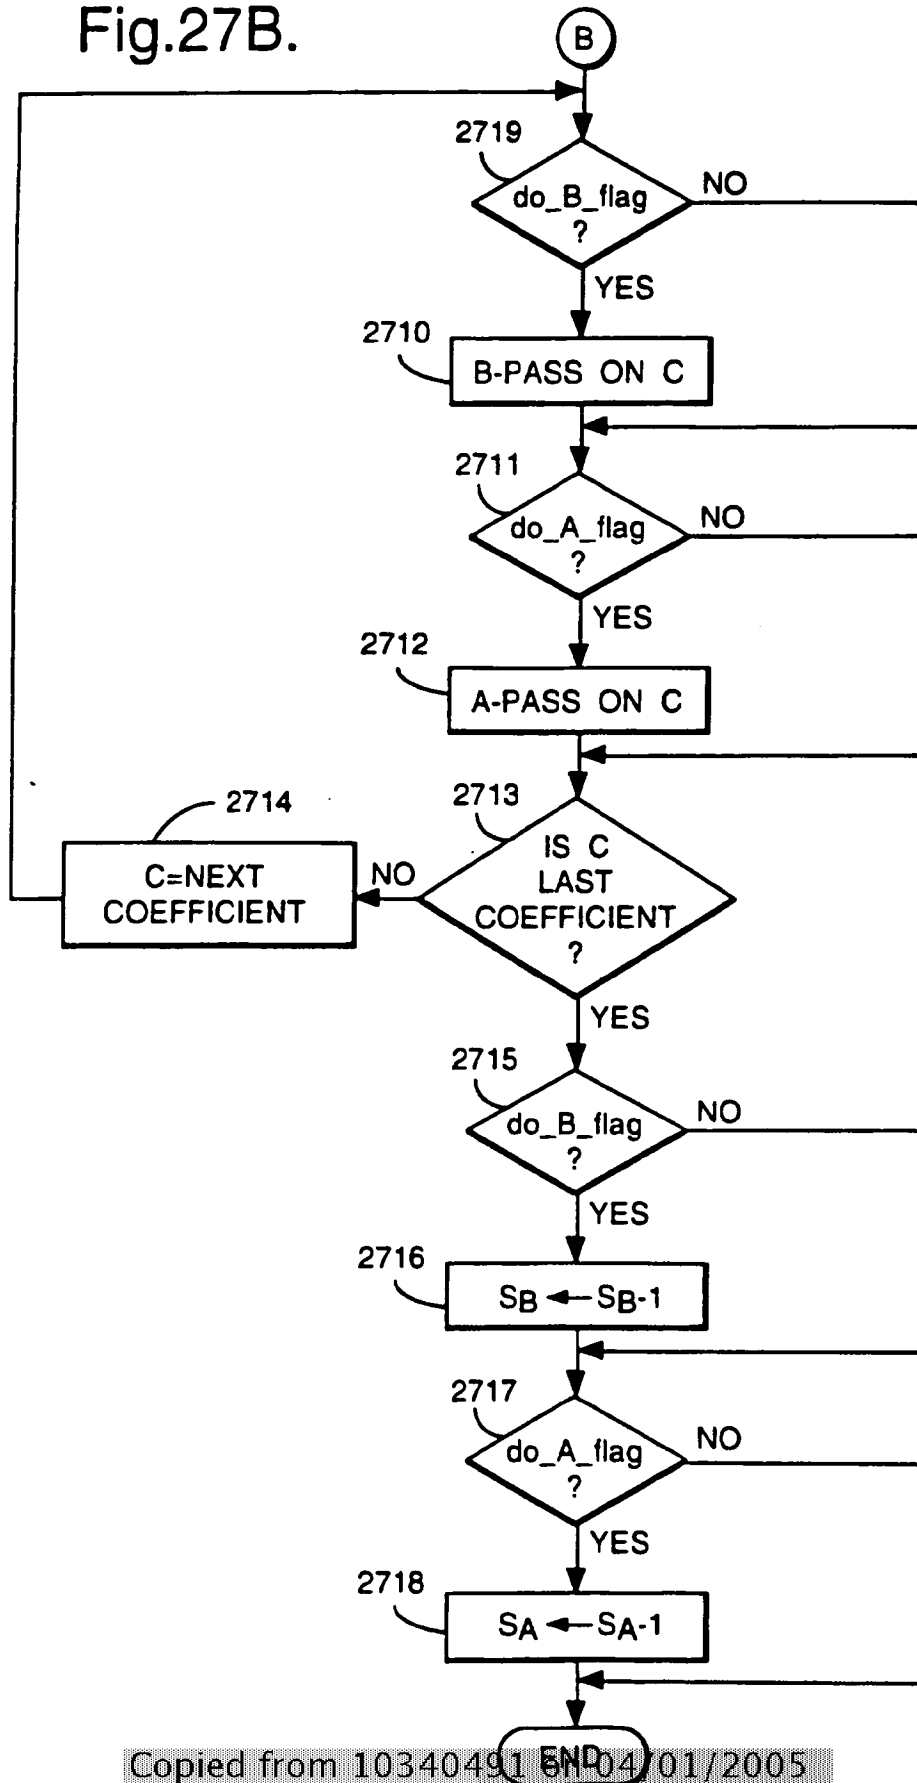 Fig.27B.
B
2719
do_B_flag
?
NO
YES
2710
B-PASS ON C
2711
do_A_flag
?
NO
YES
2712
A-PASS ON C
2713
IS C
LAST
COEFFICIENT
?
NO
2714
C=NEXT
COEFFICIENT
YES
2715
do_B_flag
?
NO
YES
2716
SB ← SB-1
2717
do_A_flag
?
NO
YES
2718
SA ← SA-1
END
Copied from 10340491 on 04/01/2005